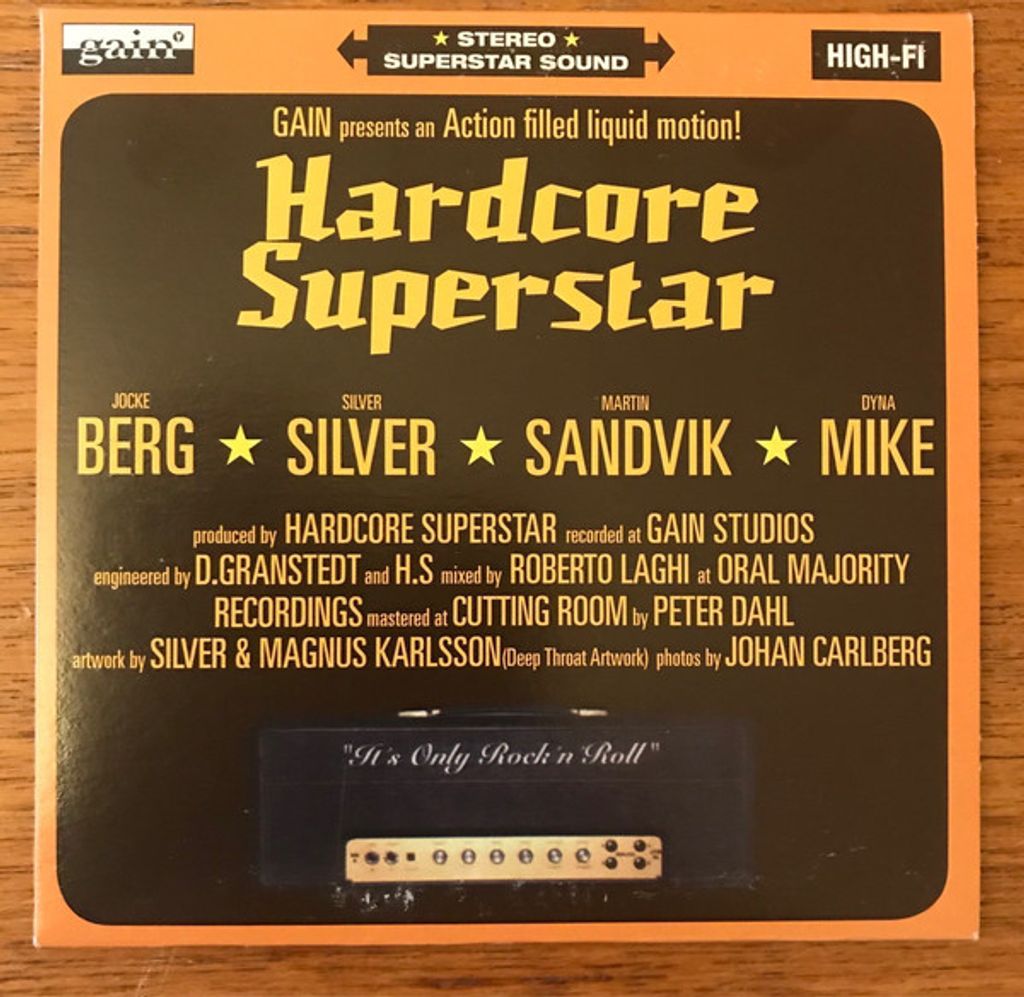 gain
★ STEREO ★
SUPERSTAR SOUND
HIGH-FI
GAIN presents an Action filled liquid motion!
Hardcore
Superstar
JOCKE SILVER MARTIN DYNA
BERG ★ SILVER ★ SANDVIK ★ MIKE
produced by HARDCORE SUPERSTAR recorded at GAIN STUDIOS
engineered by D.GRANSTEDT and H.S mixed by ROBERTO LAGHI at ORAL MAJORITY
RECORDINGS mastered at CUTTING ROOM by PETER DAHL
artwork by SILVER & MAGNUS KARLSSON (Deep Throat Artwork) photos by JOHAN CARLBERG
"It's Only Rock'n'Roll"